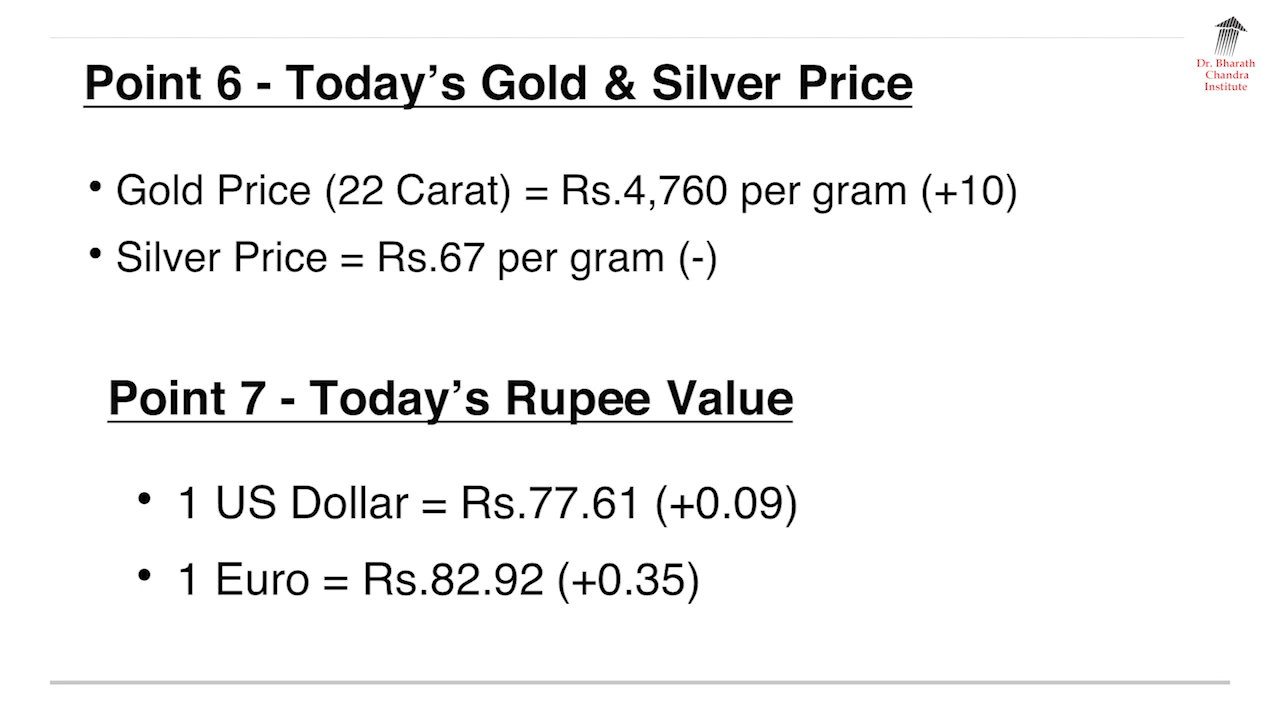 Dr. Bharath
Chandra
Institute
Point 6 - Today’s Gold & Silver Price
• Gold Price (22 Carat) = Rs.4,760 per gram (+10)
• Silver Price = Rs.67 per gram (-)
Point 7 - Today’s Rupee Value
• 1 US Dollar = Rs.77.61 (+0.09)
• 1 Euro = Rs.82.92 (+0.35)